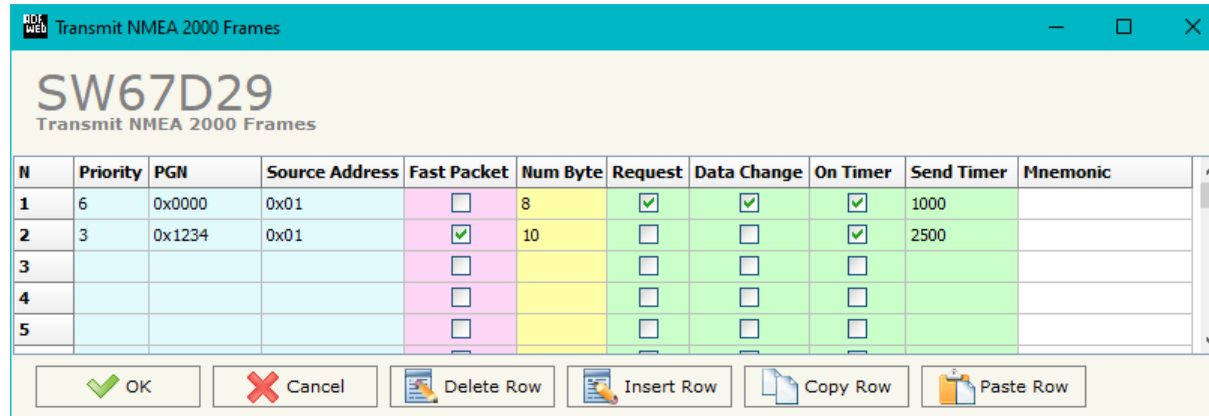 ADF WEB Transmit NMEA 2000 Frames
SW67D29
Transmit NMEA 2000 Frames
N Priority PGN Source Address Fast Packet Num Byte Request Data Change On Timer Send Timer Mnemonic
1 6 0x0000 0x01 8 1000
2 3 0x1234 0x01 10 2500
3
4
5
OK Cancel Delete Row Insert Row Copy Row Paste Row